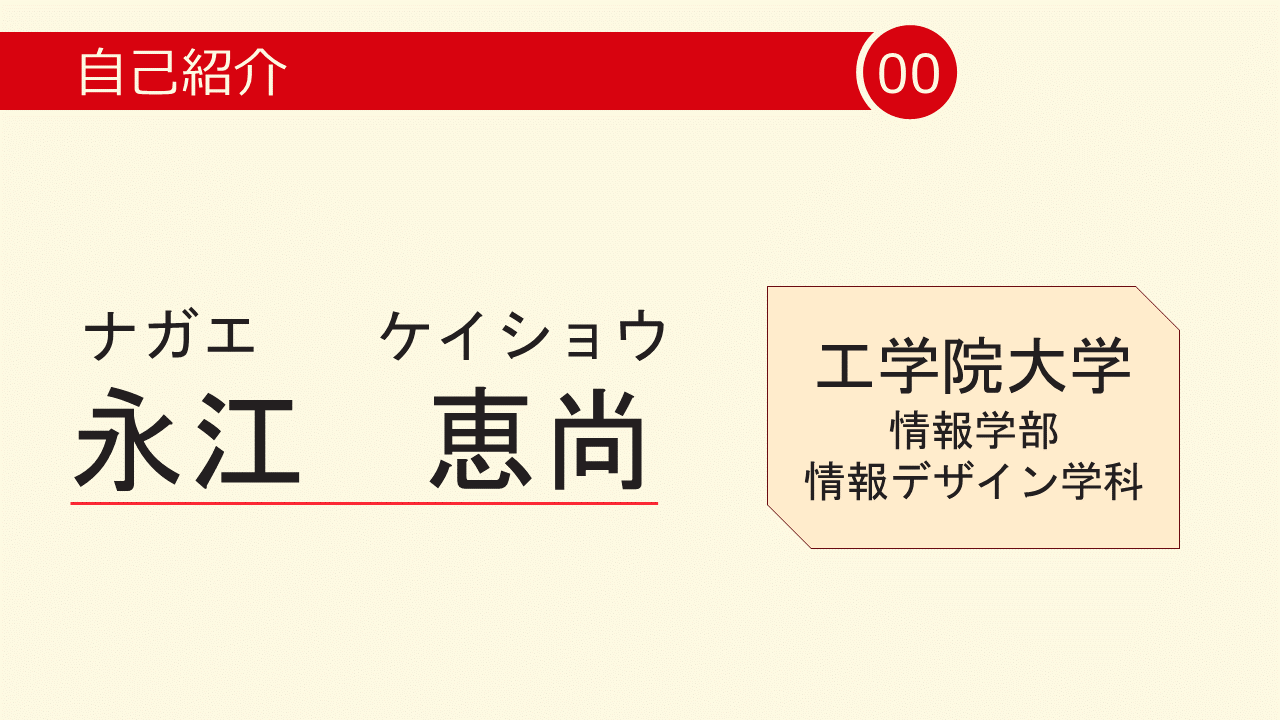 自己紹介
00
ナガエ ケイショウ
永江 恵尚
工学院大学
情報学部
情報デザイン学科